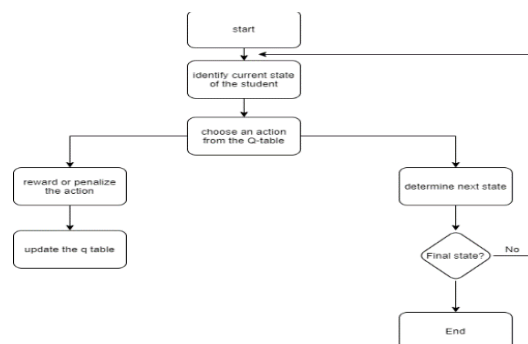 start
identify current state
of the student
choose an action
from the Q-table
reward or penalize
the action
determine next state
update the q table
Final state?
No
End